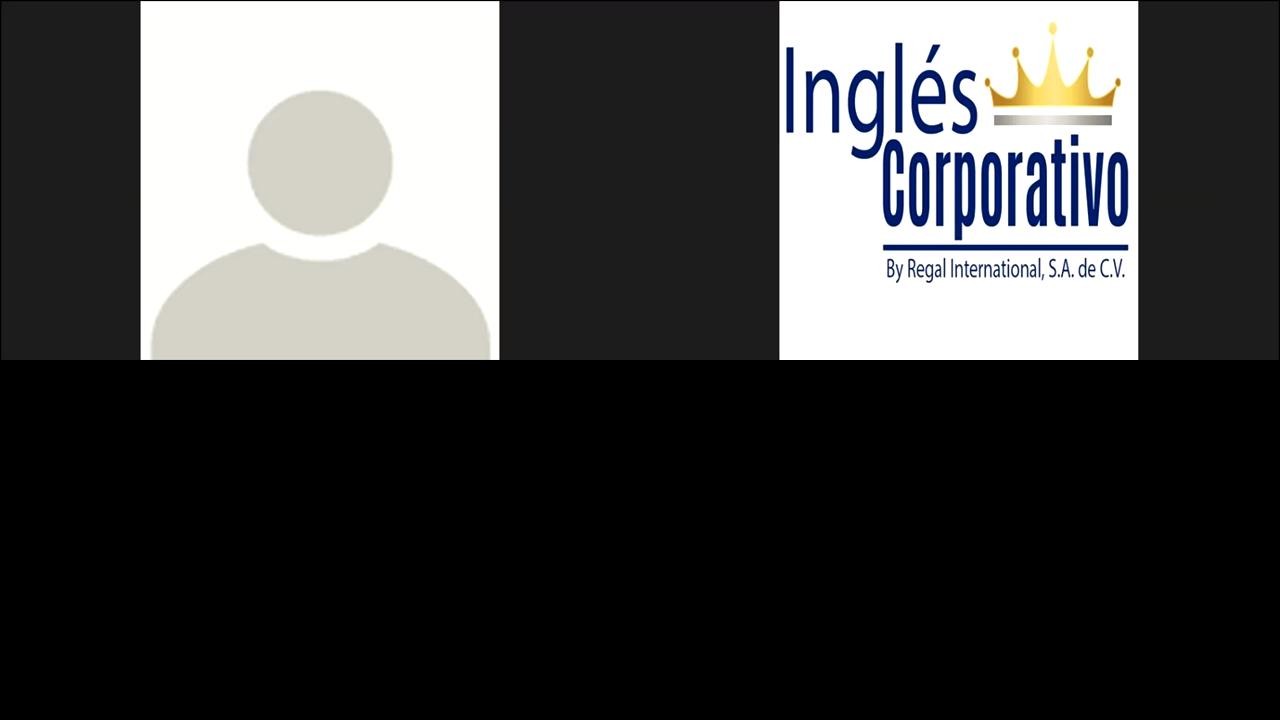 Inglés
Corporativo
By Regal International, S.A. de C.V.